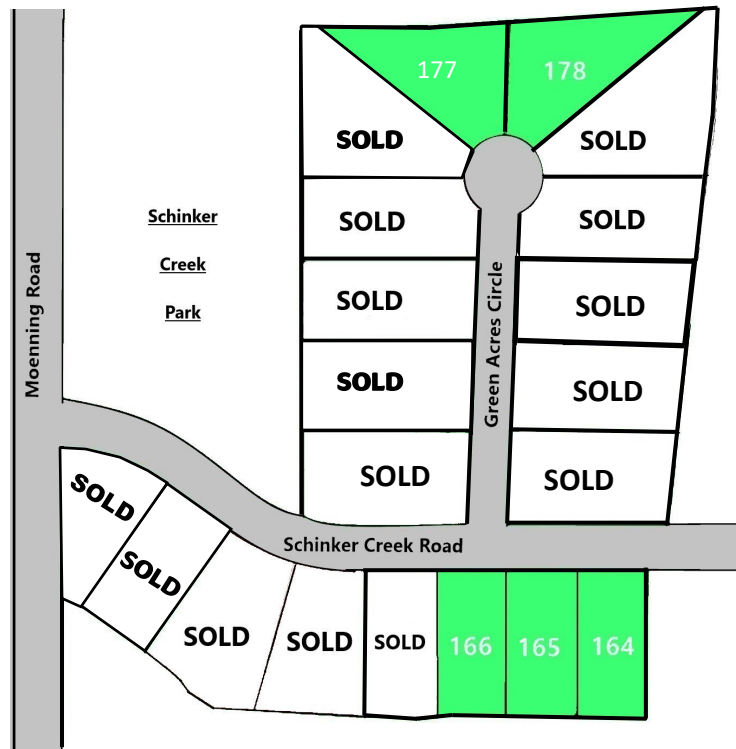 177 178
SOLD SOLD
Schinker
Creek
Park
SOLD SOLD
SOLD SOLD
SOLD SOLD
SOLD SOLD
Moenning Road
Green Acres Circle
Schinker Creek Road
SOLD
SOLD
SOLD SOLD SOLD 166 165 164